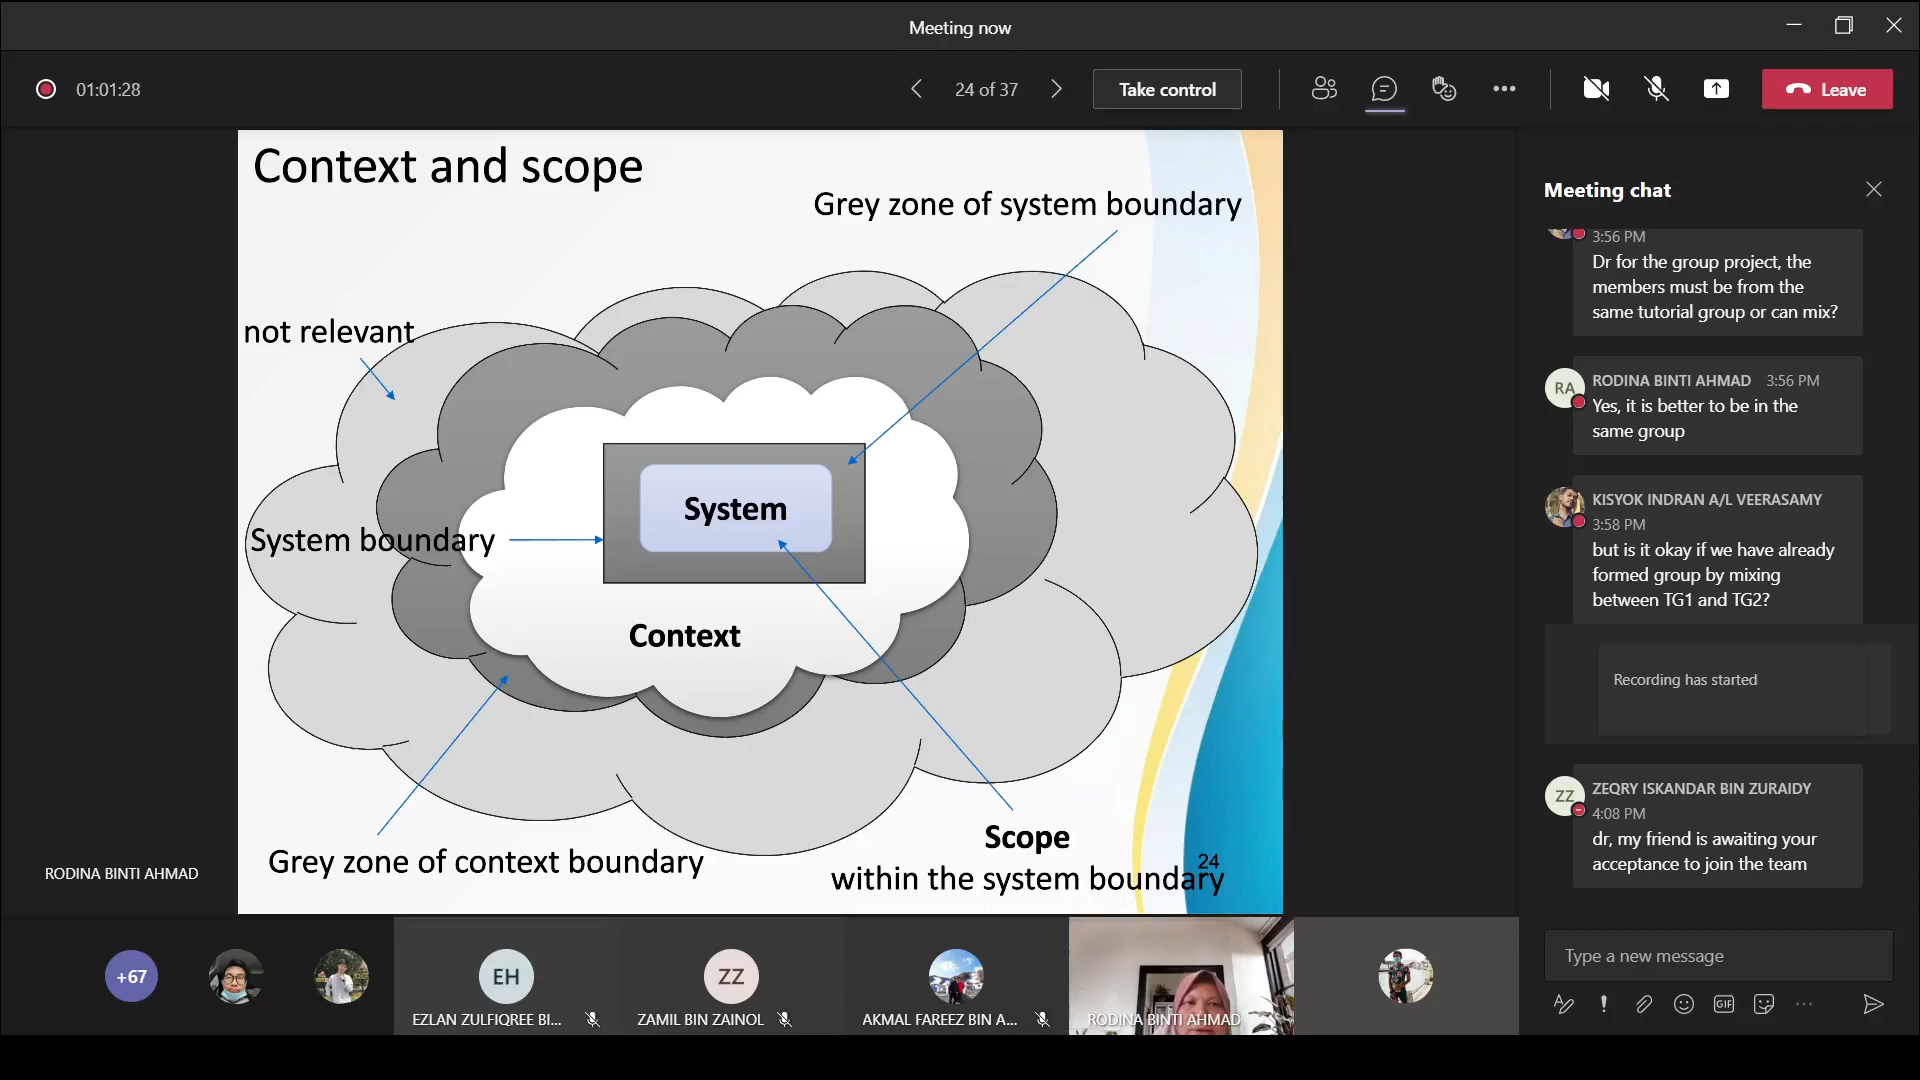 Meeting now
01:01:28
24 of 37
Take control
Leave
Context and scope
Grey zone of system boundary
not relevant
System
System boundary
Context
Scope
within the system boundary
24
Grey zone of context boundary
RODINA BINTI AHMAD
+67
EH
EZLAN ZULFIQREE BI...
ZZ
ZAMIL BIN ZAINOL
AKMAL FAREEZ BIN A...
RODINA BINTI AHMAD
Meeting chat
3:56 PM
Dr for the group project, the
members must be from the
same tutorial group or can mix?
RA
RODINA BINTI AHMAD 3:56 PM
Yes, it is better to be in the
same group
KISYOK INDRAN A/L VEERASAMY
3:58 PM
but is it okay if we have already
formed group by mixing
between TG1 and TG2?
Recording has started
ZZ
ZEQRY ISKANDAR BIN ZURAIDY
4:08 PM
dr, my friend is awaiting your
acceptance to join the team
Type a new message
GIF